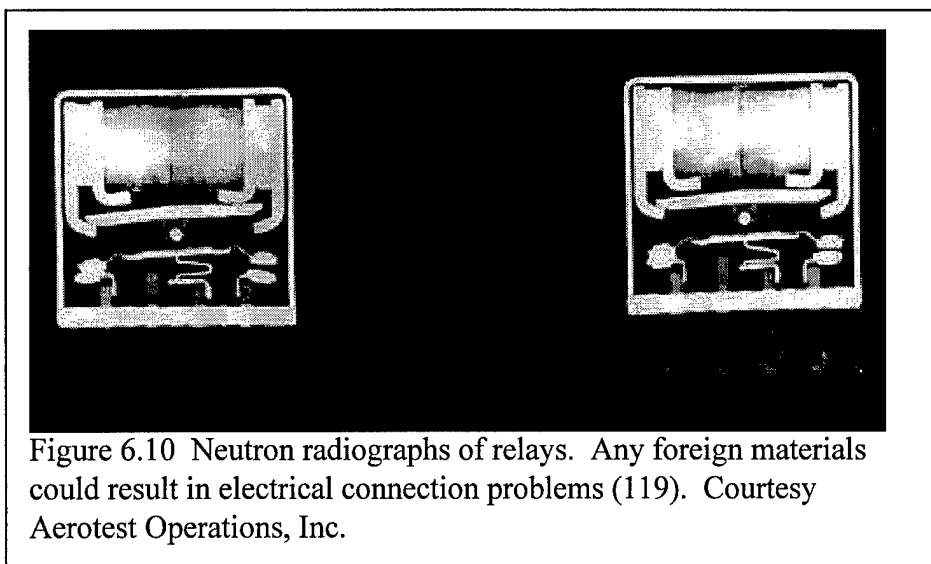 Figure 6.10 Neutron radiographs of relays. Any foreign materials
could result in electrical connection problems (119). Courtesy
Aerotest Operations, Inc.